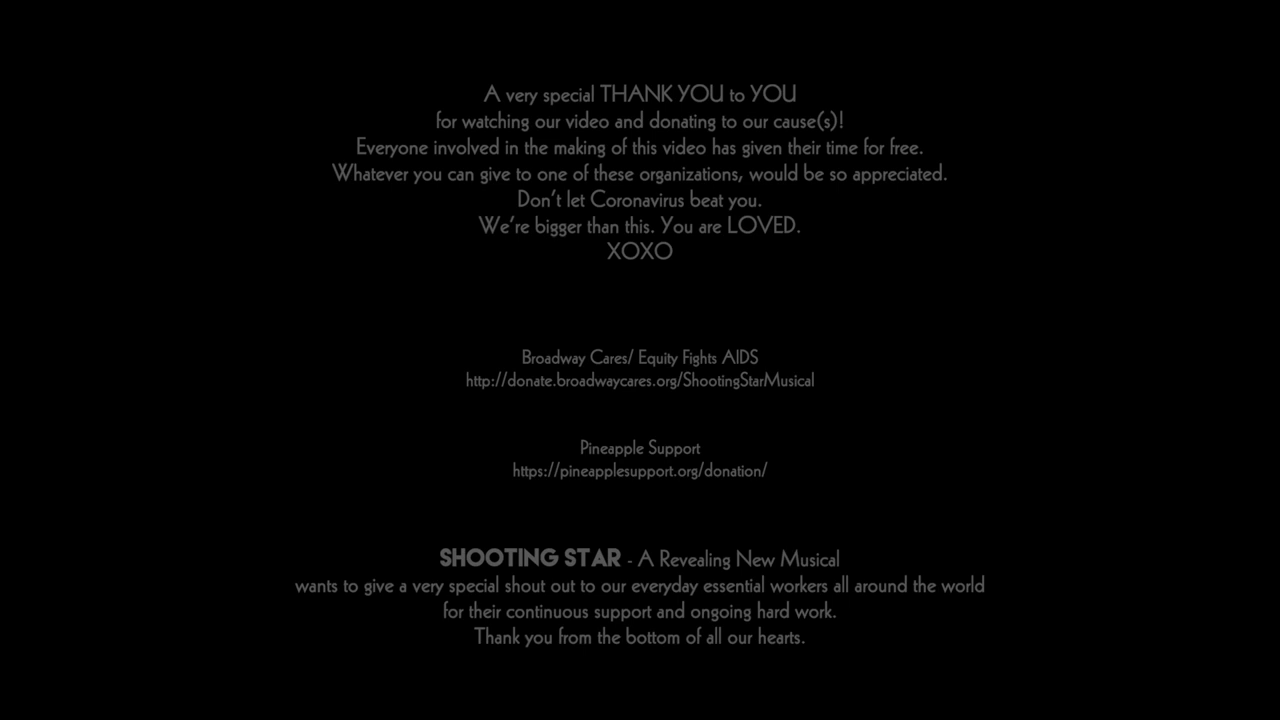 A very special THANK YOU to YOU
for watching our video and donating to our cause(s)!
Everyone involved in the making of this video has given their time for free.
Whatever you can give to one of these organizations, would be so appreciated.
Don't let Coronavirus beat you.
We're bigger than this. You are LOVED.
XOXO
Broadway Cares/ Equity Fights AIDS
http://donate.broadwaycares.org/ShootingStarMusical
Pineapple Support
https://pineapplesupport.org/donation/
SHOOTING STAR - A Revealing New Musical
wants to give a very special shout out to our everyday essential workers all around the world
for their continuous support and ongoing hard work.
Thank you from the bottom of all our hearts.